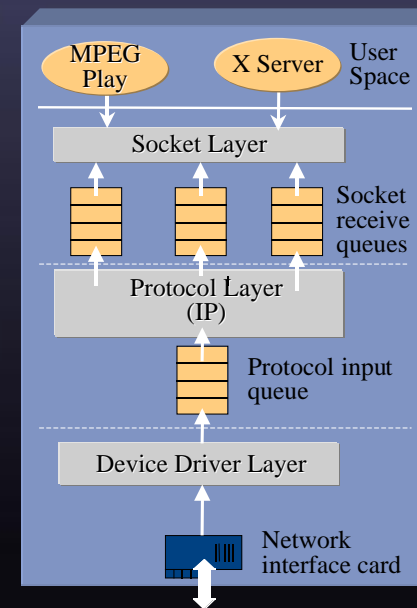 MPEG
Play
X Server
User
Space
Socket Layer
Socket
receive
queues
Protocol Layer
(IP)
Protocol input
queue
Device Driver Layer
Network
interface card